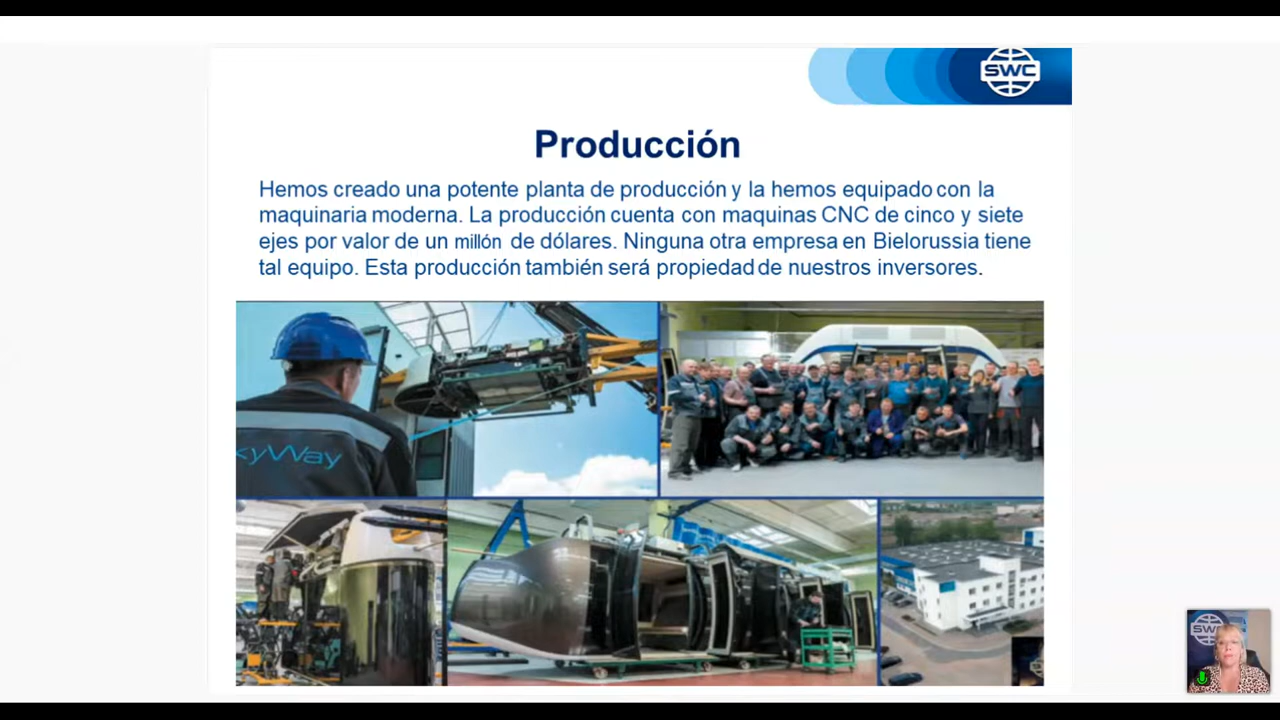 SWC
Producción
Hemos creado una potente planta de producción y la hemos equipado con la
maquinaria moderna. La producción cuenta con maquinas CNC de cinco y siete
ejes por valor de un millón de dólares. Ninguna otra empresa en Bielorussia tiene
tal equipo. Esta producción también será propiedad de nuestros inversores.
kyWay
SWC